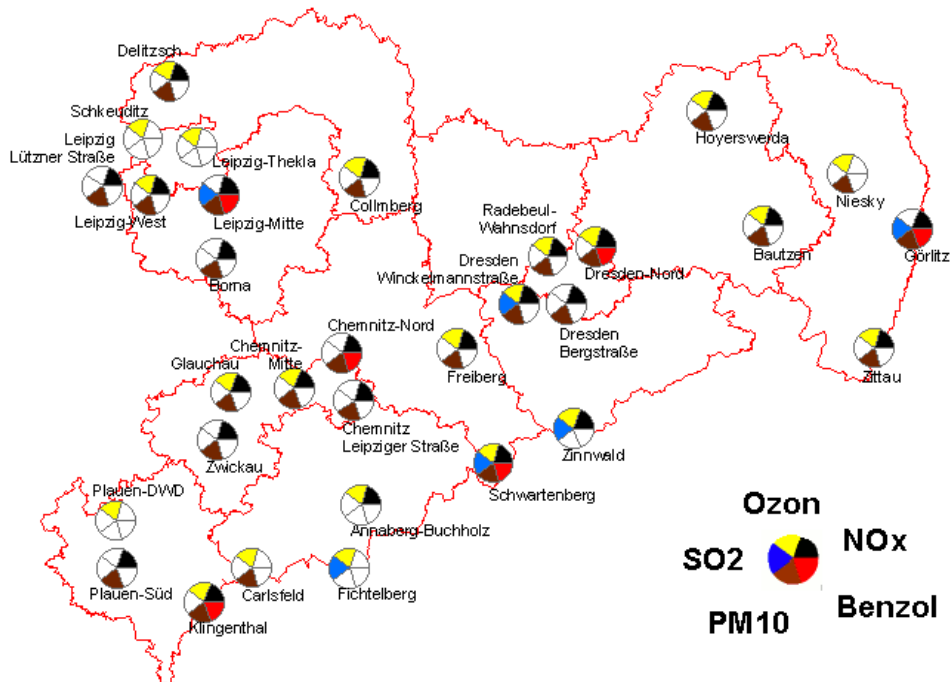 Delitzsch
Schkeuditz
Leipzig
Lützner Straße
Leipzig-Thekla
Leipzig-West
Leipzig-Mitte
Collmberg
Borna
Hoyerswerda
Niesky
Radebeul-
Wahnsdorf
Dresden
Winckelmannstraße
Dresden-Nord
Bautzen
Görlitz
Dresden
Bergstraße
Chemnitz-Nord
Chemnitz-
Mitte
Glauchau
Freiberg
Zittau
Chemnitz
Leipziger Straße
Zwickau
Zinnwald
Schwartenberg
Plauen-DWD
Annaberg-Buchholz
Plauen-Süd
Carlsfeld
Fichtelberg
Klingenthal
Ozon
NOx
SO2
Benzol
PM10